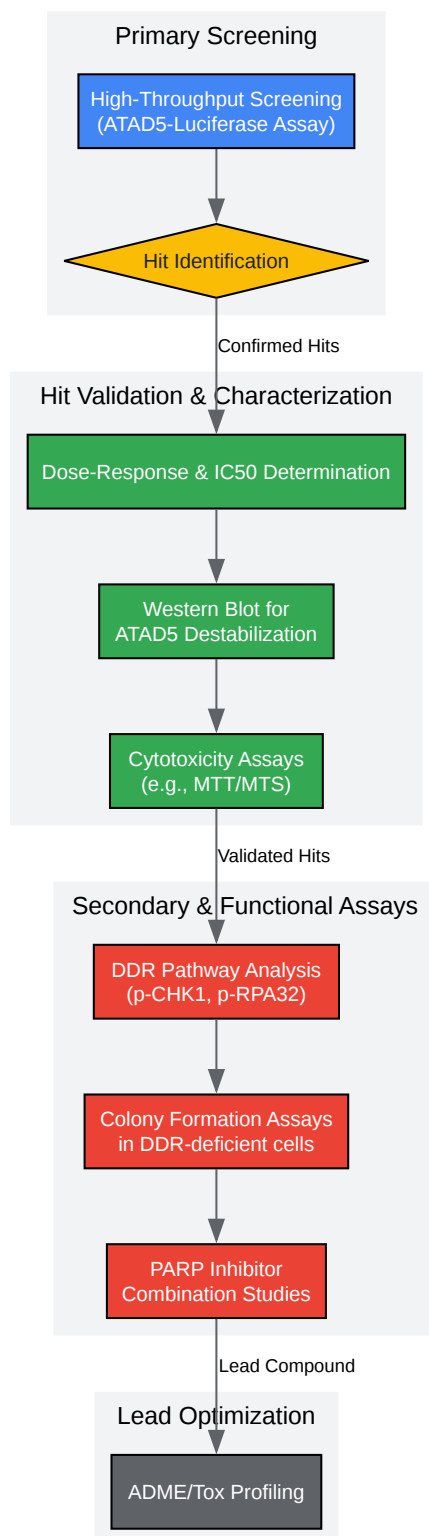 Primary Screening
High-Throughput Screening
(ATAD5-Luciferase Assay)
Hit Identification
Confirmed Hits
Hit Validation & Characterization
Dose-Response & IC50 Determination
Western Blot for
ATAD5 Destabilization
Cytotoxicity Assays
(e.g., MTT/MTS)
Validated Hits
Secondary & Functional Assays
DDR Pathway Analysis
(p-CHK1, p-RPA32)
Colony Formation Assays
in DDR-deficient cells
PARP Inhibitor
Combination Studies
Lead Compound
Lead Optimization
ADME/Tox Profiling